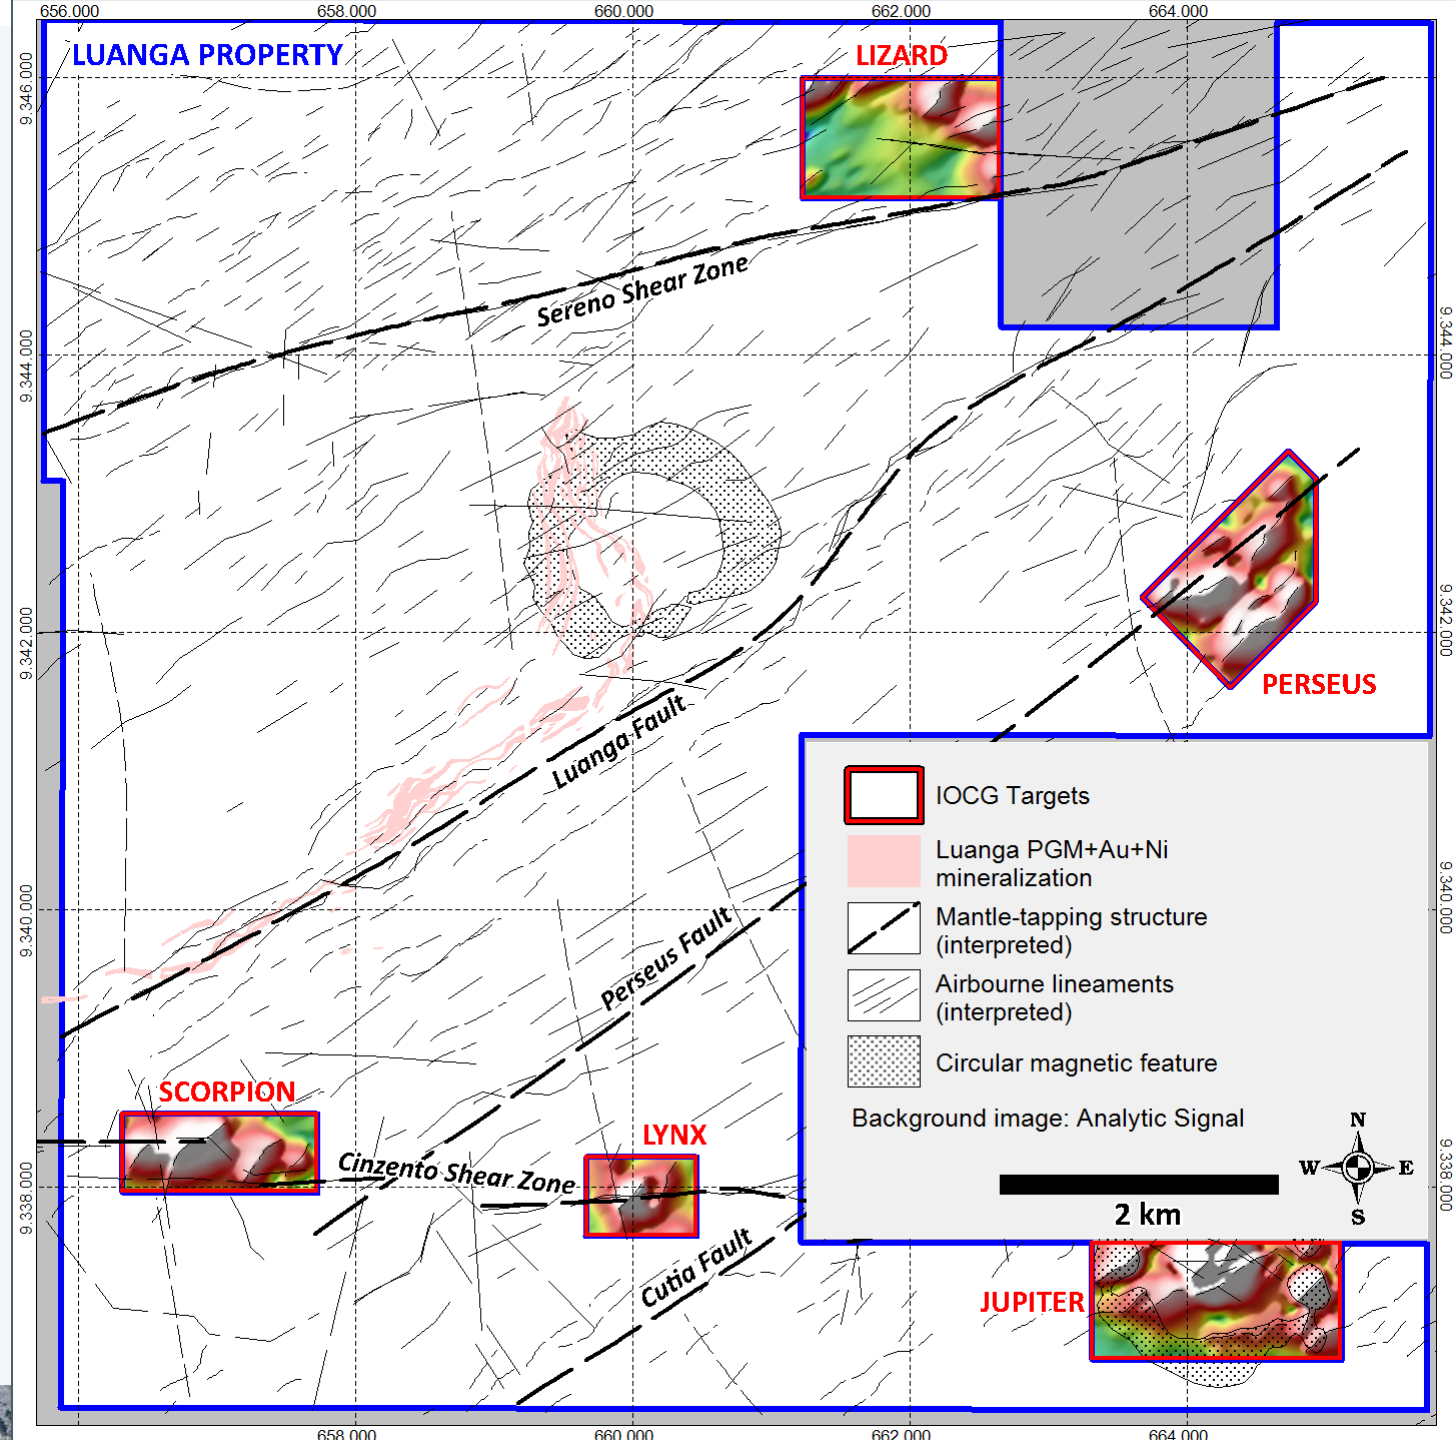 656.000
658.000
660.000
662.000
664.000
LUANGA PROPERTY
LIZARD
9.346.000
Sereno Shear Zone
9.344.000
9.344.000
9.342.000
9.342.000
PERSEUS
Luanga Fault
IOCG Targets
Luanga PGM+Au+Ni
mineralization
Mantle-tapping structure
(interpreted)
Airbourne lineaments
(interpreted)
Circular magnetic feature
Background image: Analytic Signal
N
W
E
S
2 km
9.340.000
9.340.000
Perseus Fault
SCORPION
LYNX
Cinzento Shear Zone
9.338.000
9.338.000
Cutia Fault
JUPITER
658.000
660.000
662.000
664.000